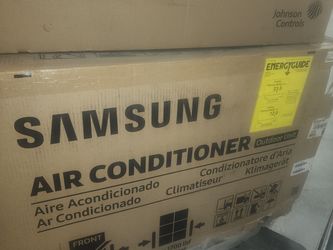 Johnson
Controls
ENERGYGUIDE
SAMSUNG
AIR CONDITIONER Outdoor Unit
Aire Acondicionado Condizionatore d'Aria
Ar Condicionado Climatiseur Klimagerät
FRONT